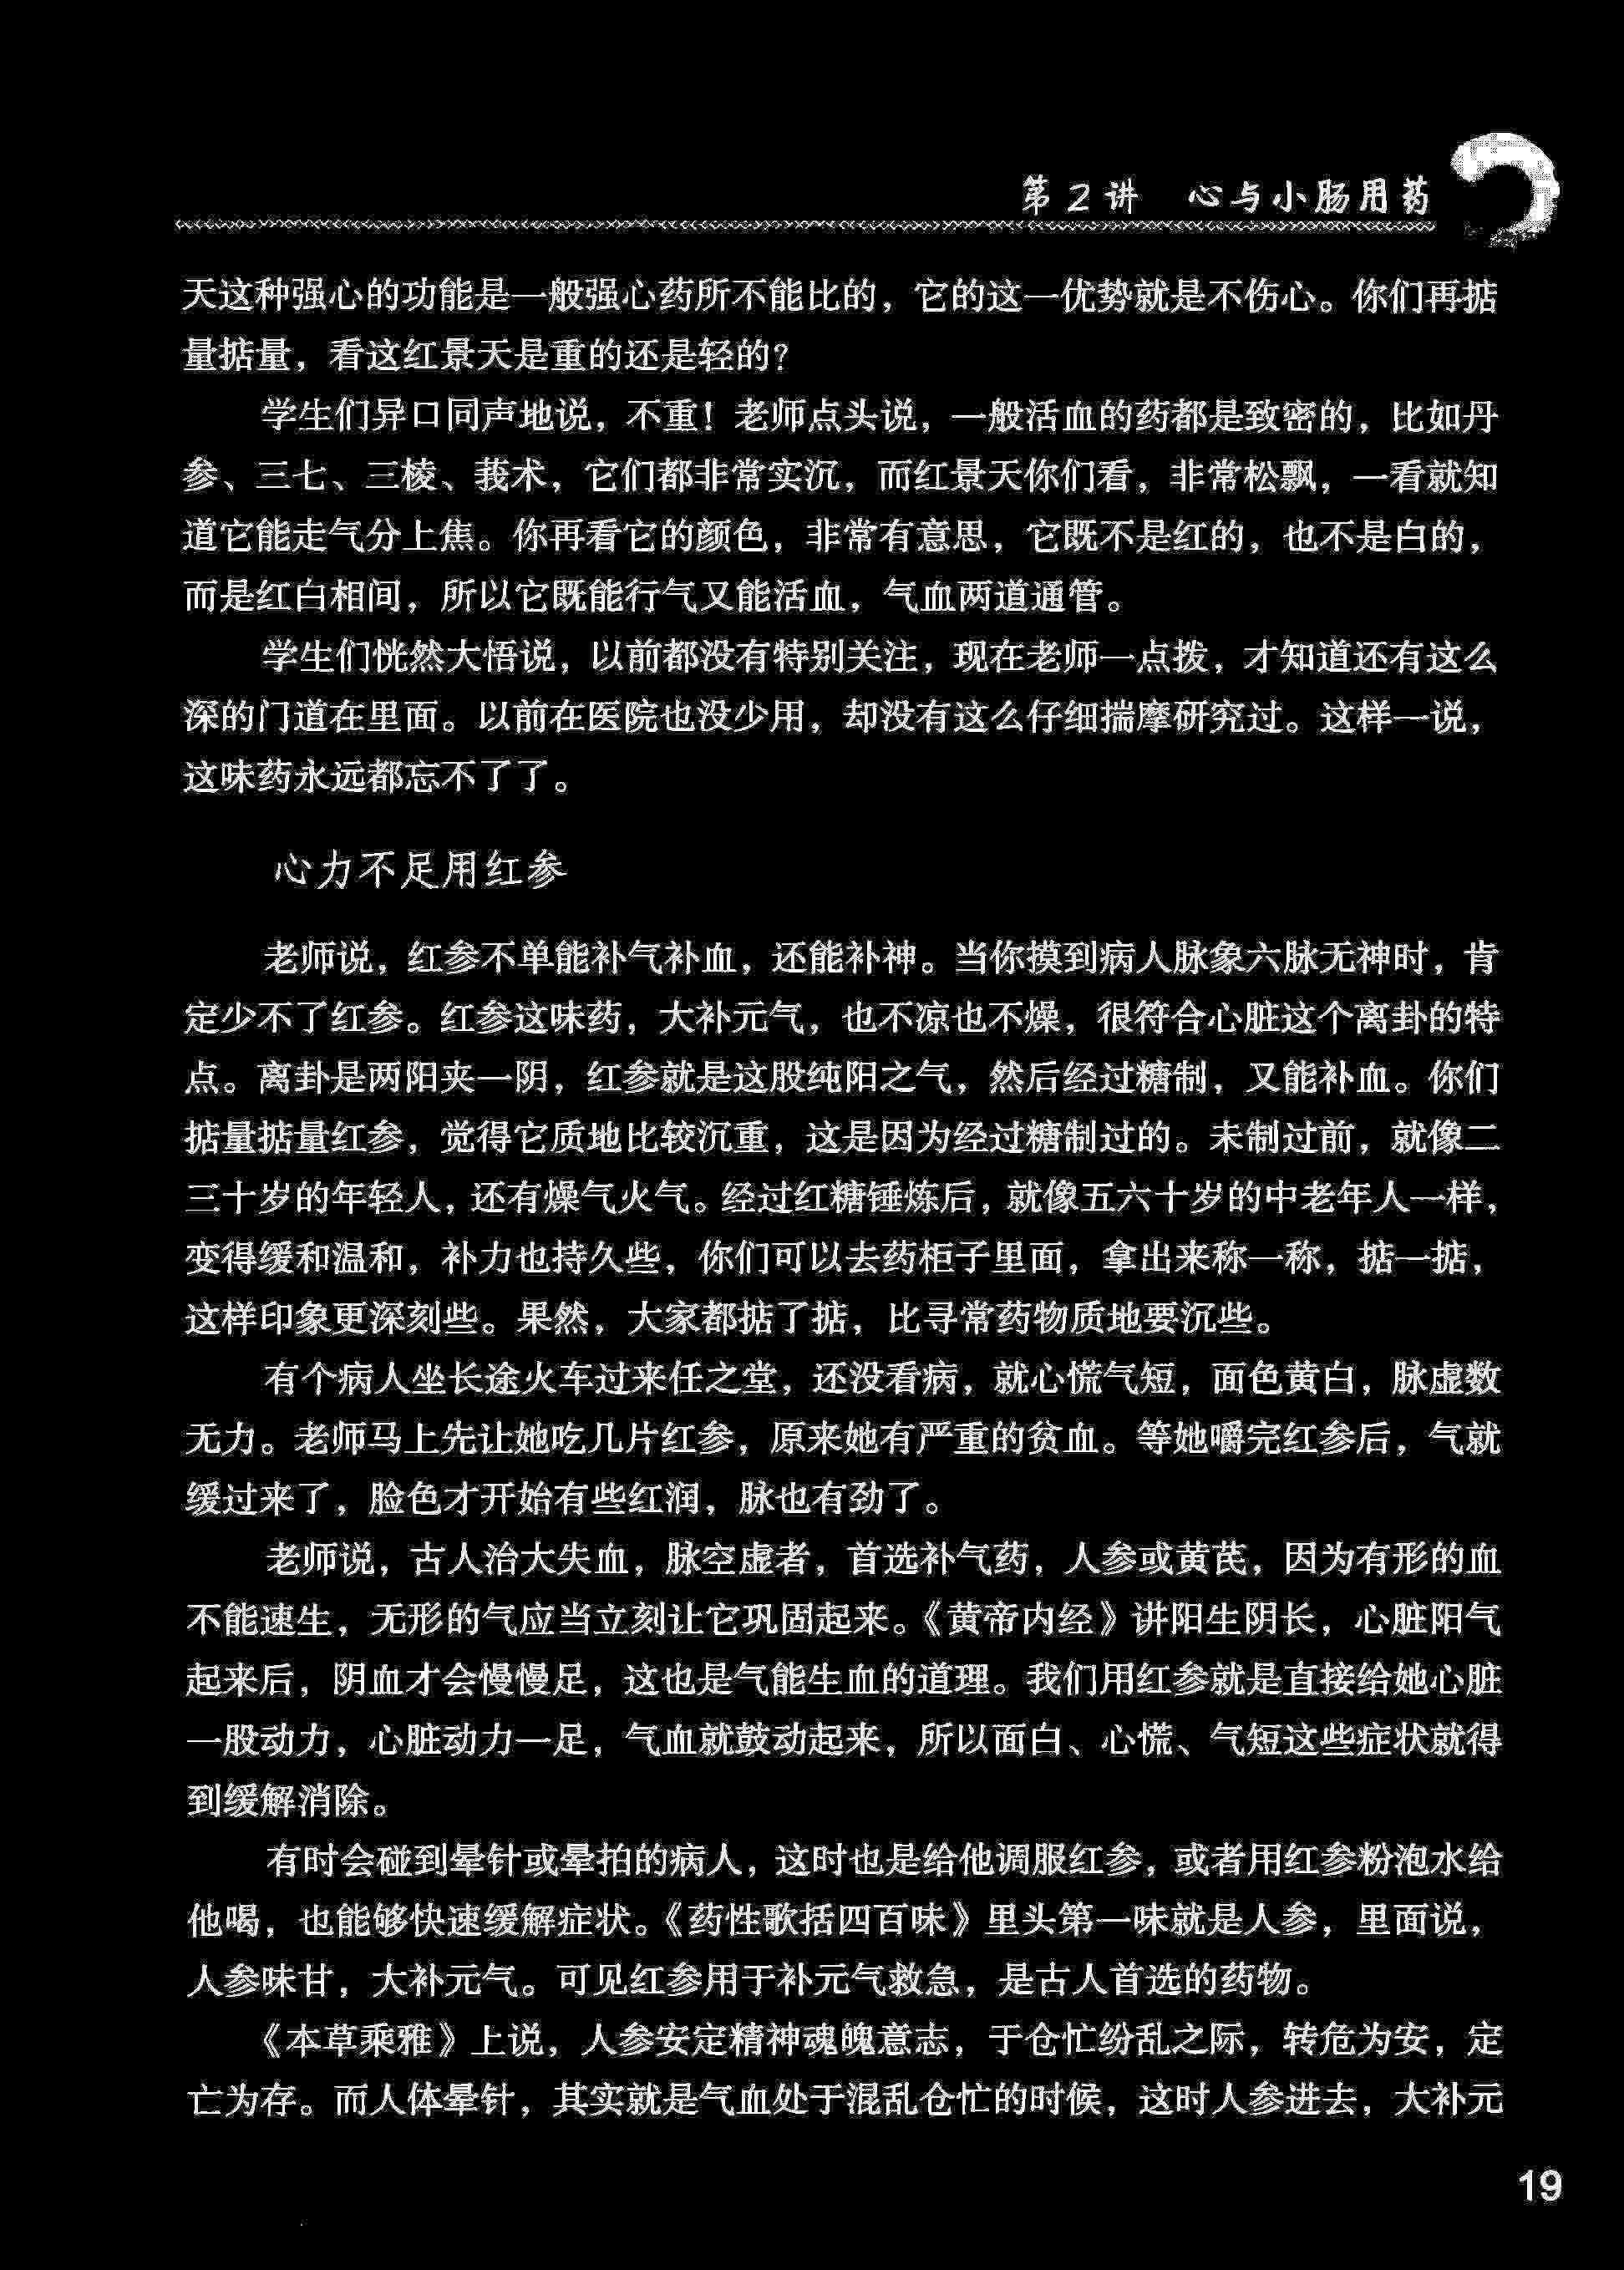 第2讲 心与小肠用药
天这种强心的功能是一般强心药所不能比的，它的这一优势就是不伤心。你们再掂
量掂量，看这红景天是重的还是轻的？
学生们异口同声地说，不重！老师点头说，一般活血的药都是致密的，比如丹
参、三七、三棱、莪术，它们都非常实沉，而红景天你们看，非常松飘，一看就知
道它能走气分上焦。你再看它的颜色，非常有意思，它既不是红的，也不是白的，
而是红白相间，所以它既能行气又能活血，气血两道通管。
学生们恍然大悟说，以前都没有特别关注，现在老师一点拨，才知道还有这么
深的门道在里面。以前在医院也没少用，却没有这么仔细揣摩研究过。这样一说，
这味药永远都忘不了了。
心力不足用红参
老师说，红参不单能补气补血，还能补神。当你摸到病人脉象六脉无神时，肯
定少不了红参。红参这味药，大补元气，也不凉也不燥，很符合心脏这个离卦的特
点。离卦是两阳夹一阴，红参就是这股纯阳之气，然后经过糖制，又能补血。你们
掂量掂量红参，觉得它质地比较沉重，这是因为经过糖制过的。未制过前，就像二
三十岁的年轻人，还有燥气火气。经过红糖锤炼后，就像五六十岁的中老年人一样，
变得缓和温和，补力也持久些，你们可以去药柜子里面，拿出来称一称，掂一掂，
这样印象更深刻些。果然，大家都掂了掂，比寻常药物质地要沉些。
有个病人坐长途火车过来任之堂，还没看病，就心慌气短，面色黄白，脉虚数
无力。老师马上先让她吃几片红参，原来她有严重的贫血。等她嚼完红参后，气就
缓过来了，脸色才开始有些红润，脉也有劲了。
老师说，古人治大失血，脉空虚者，首选补气药，人参或黄芪，因为有形的血
不能速生，无形的气应当立刻让它巩固起来。《黄帝内经》讲阳生阴长，心脏阳气
起来后，阴血才会慢慢足，这也是气能生血的道理。我们用红参就是直接给她心脏
一股动力，心脏动力一足，气血就鼓动起来，所以面白、心慌、气短这些症状就得
到缓解消除。
有时会碰到晕针或晕拍的病人，这时也是给他调服红参，或者用红参粉泡水给
他喝，也能够快速缓解症状。《药性歌括四百味》里头第一味就是人参，里面说，
人参味甘，大补元气。可见红参用于补元气救急，是古人首选的药物。
《本草乘雅》上说，人参安定精神魂魄意志，于仓忙纷乱之际，转危为安，定
亡为存。而人体晕针，其实就是气血处于混乱仓忙的时候，这时人参进去，大补元
19